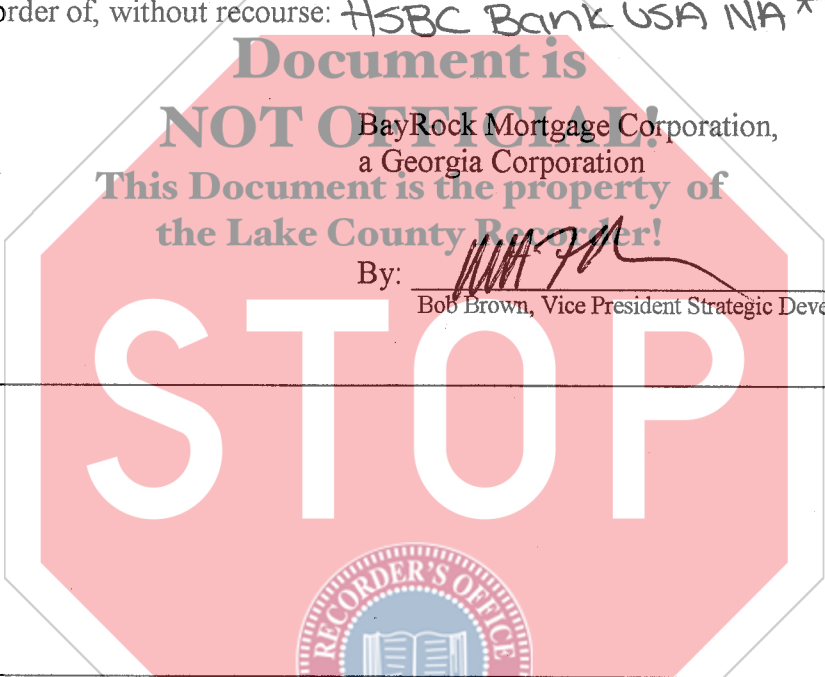 order of, without recourse: HSBC Bank USA NA *
Document is
NOT OFFICIAL!
BayRock Mortgage Corporation,
a Georgia Corporation
This Document is the property of
the Lake County Recorder!
By:
Bob Brown, Vice President Strategic Deve
STOP
RECORDER'S OFFICE